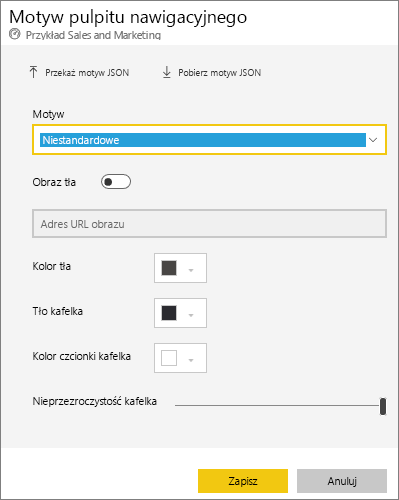 Motyw pulpitu nawigacyjnego
Przykład Sales and Marketing
Przekaż motyw JSON Pobierz motyw JSON
Motyw
Niestandardowe
Obraz tła
Adres URL obrazu
Kolor tła
Tło kafelka
Kolor czcionki kafelka
Nieprzezroczystość kafelka
Zapisz Anuluj